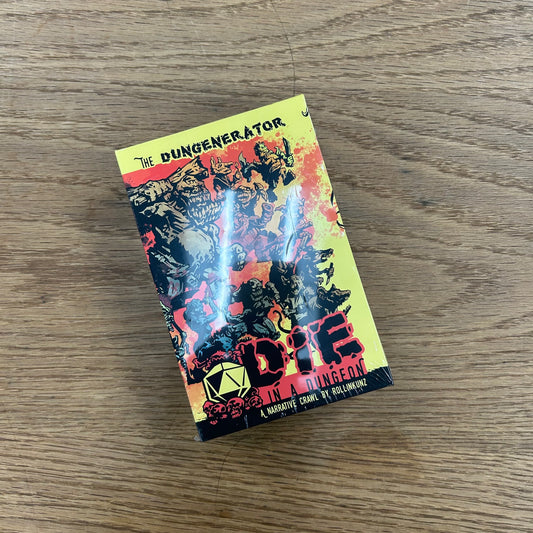 THE DUNGENERATOR
DIE
IN A DUNGEON
A NARRATIVE CRAWL BY ROLLINKUNZ